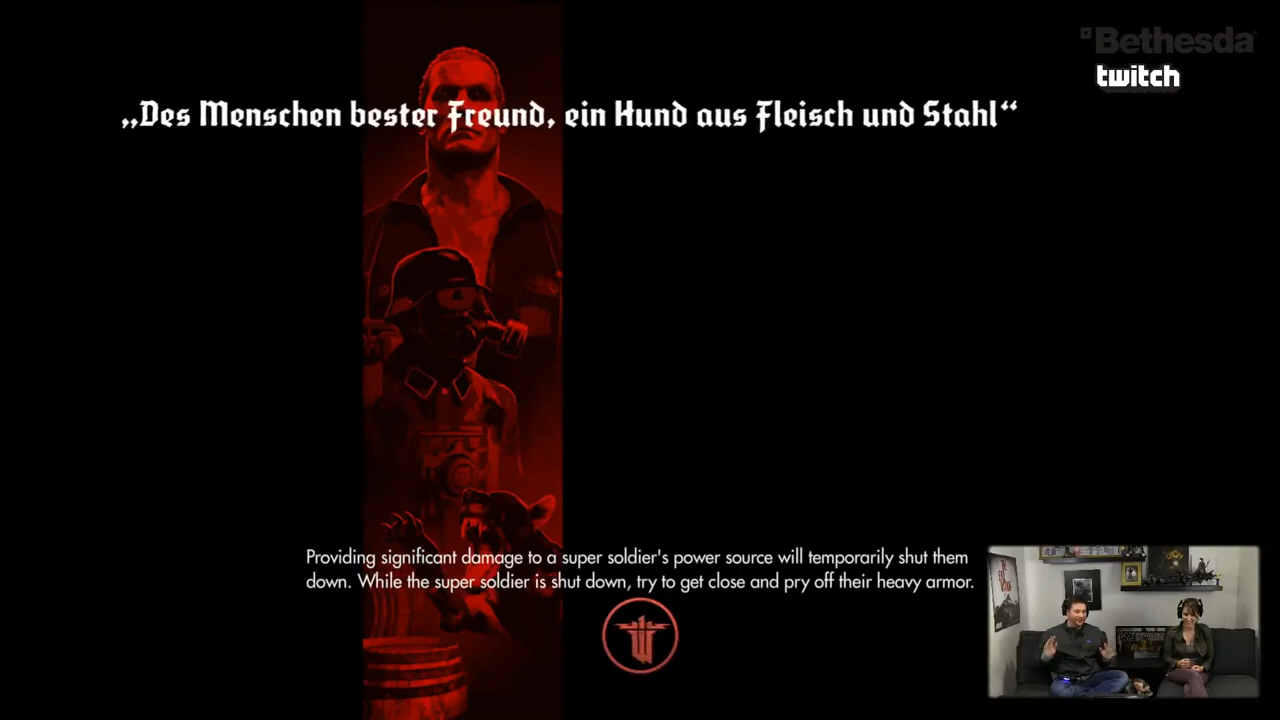 Bethesda
twitch
„Des Menschen bester Freund, ein Hund aus Fleisch und Stahl“
Providing significant damage to a super soldier's power source will temporarily shut them
down. While the super soldier is shut down, try to get close and pry off their heavy armor.